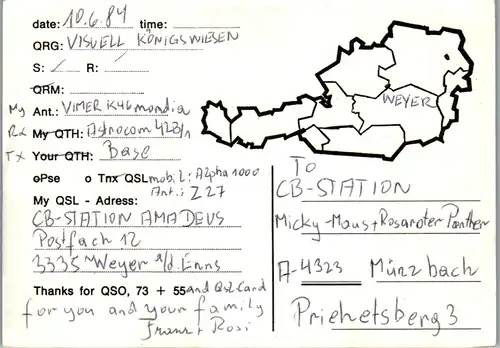 date: 10.6.84 time:
QRG: VISUELL KÖNIGSWIESEN
S: R:
QRM:
My Ant.: VIMER K46 mondia
Rx My QTH: Astrocom 423/1
Tx Your QTH: Base
oPse o Tnx QSL mobil: Alpha 1000
Ant.: Z 27
My QSL - Adress:
CB-STATION AMADEUS
Postfach 12
3335 Weyer a/d. Enns
Thanks for QSO, 73 + 55 and QSL-Card
for you and your family
Franz + Rosi
WEYER
To
CB-STATION
Micky-Maus + Rosaroter Panther
A-4323 Münzbach
Priehetsberg 3